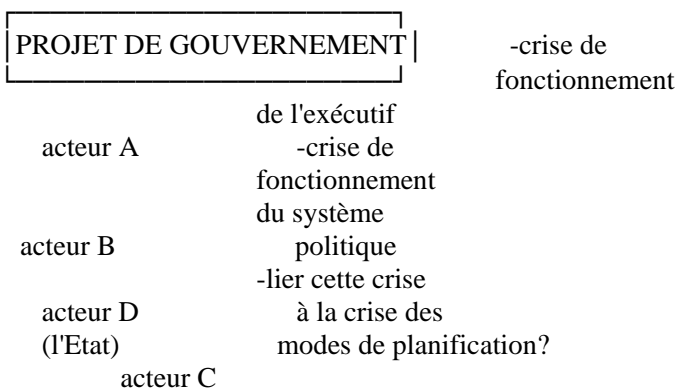 PROJET DE GOUVERNEMENT -crise de
fonctionnement
de l'exécutif
acteur A -crise de
fonctionnement
du système
acteur B politique
-lier cette crise
acteur D à la crise des
(l'Etat) modes de planification?
acteur C